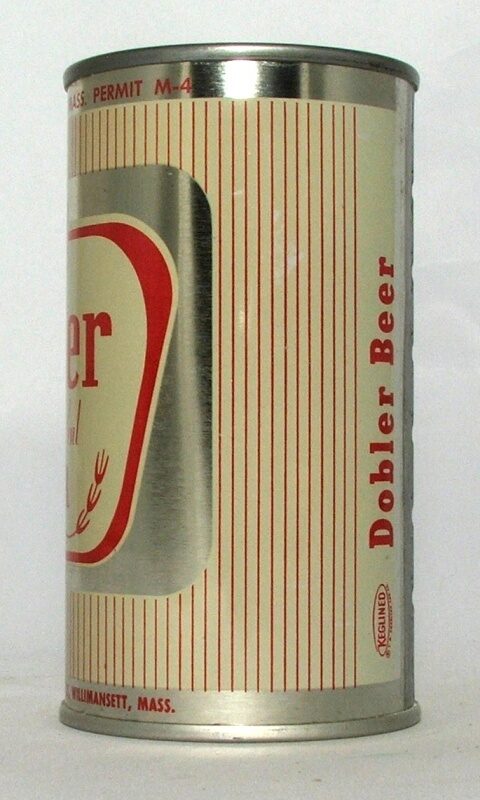 MASS. PERMIT M-4
er
Dobler Beer
KEGLINED
WILLIMANSETT, MASS.